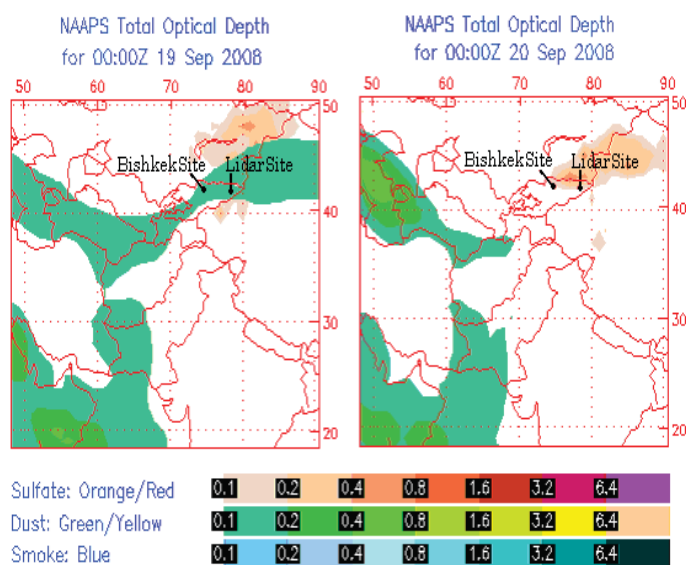 NAAPS Total Optical Depth
for 00:00Z 19 Sep 2008
50 60 70 80 90
50
40
30
20
BishkekSite
LidarSite
NAAPS Total Optical Depth
for 00:00Z 20 Sep 2008
50 60 70 80 90
50
40
30
20
BishkekSite
LidarSite
Sulfate: Orange/Red 0.1 0.2 0.4 0.8 1.6 3.2 6.4
Dust: Green/Yellow 0.1 0.2 0.4 0.8 1.6 3.2 6.4
Smoke: Blue 0.1 0.2 0.4 0.8 1.6 3.2 6.4